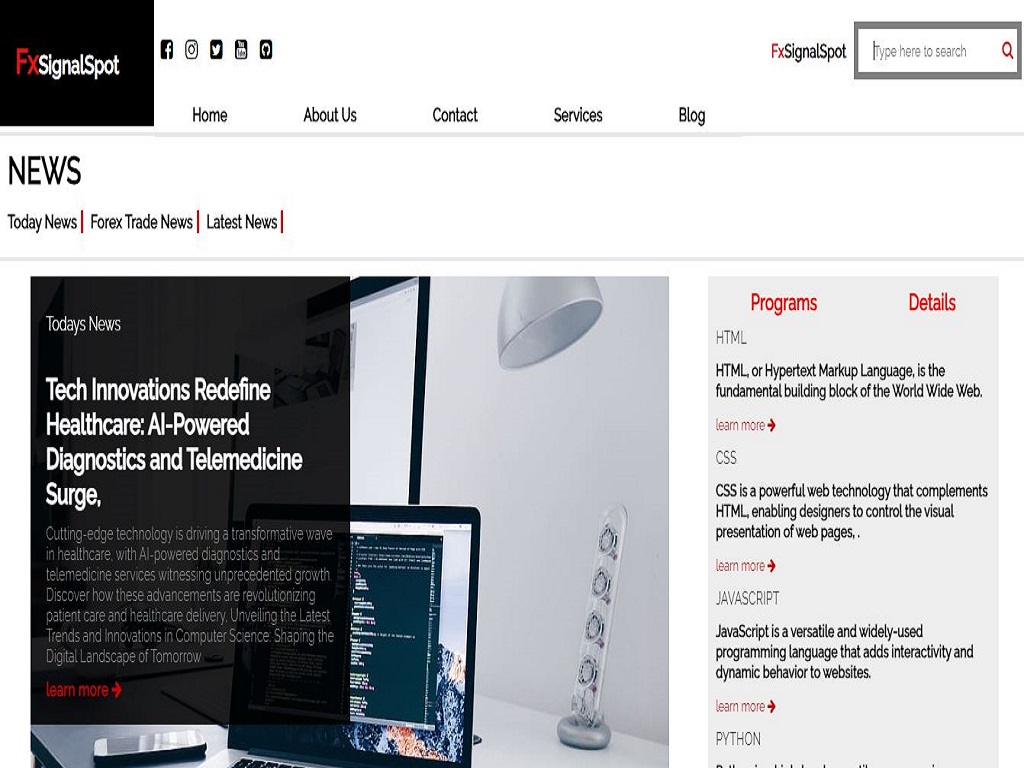 FxSignalSpot
FxSignalSpot
Type here to search
Home
About Us
Contact
Services
Blog
NEWS
Today News
Forex Trade News
Latest News
Todays News
Tech Innovations Redefine
Healthcare: AI-Powered
Diagnostics and Telemedicine
Surge,
Cutting-edge technology is driving a transformative wave
in healthcare, with AI-powered diagnostics and
telemedicine services witnessing unprecedented growth.
Discover how these advancements are revolutionizing
patient care and healthcare delivery, Unveiling the Latest
Trends and Innovations in Computer Science: Shaping the
Digital Landscape of Tomorrow
learn more
Programs
Details
HTML
HTML, or Hypertext Markup Language, is the
fundamental building block of the World Wide Web.
learn more
CSS
CSS is a powerful web technology that complements
HTML, enabling designers to control the visual
presentation of web pages, .
learn more
JAVASCRIPT
JavaScript is a versatile and widely-used
programming language that adds interactivity and
dynamic behavior to websites.
learn more
PYTHON